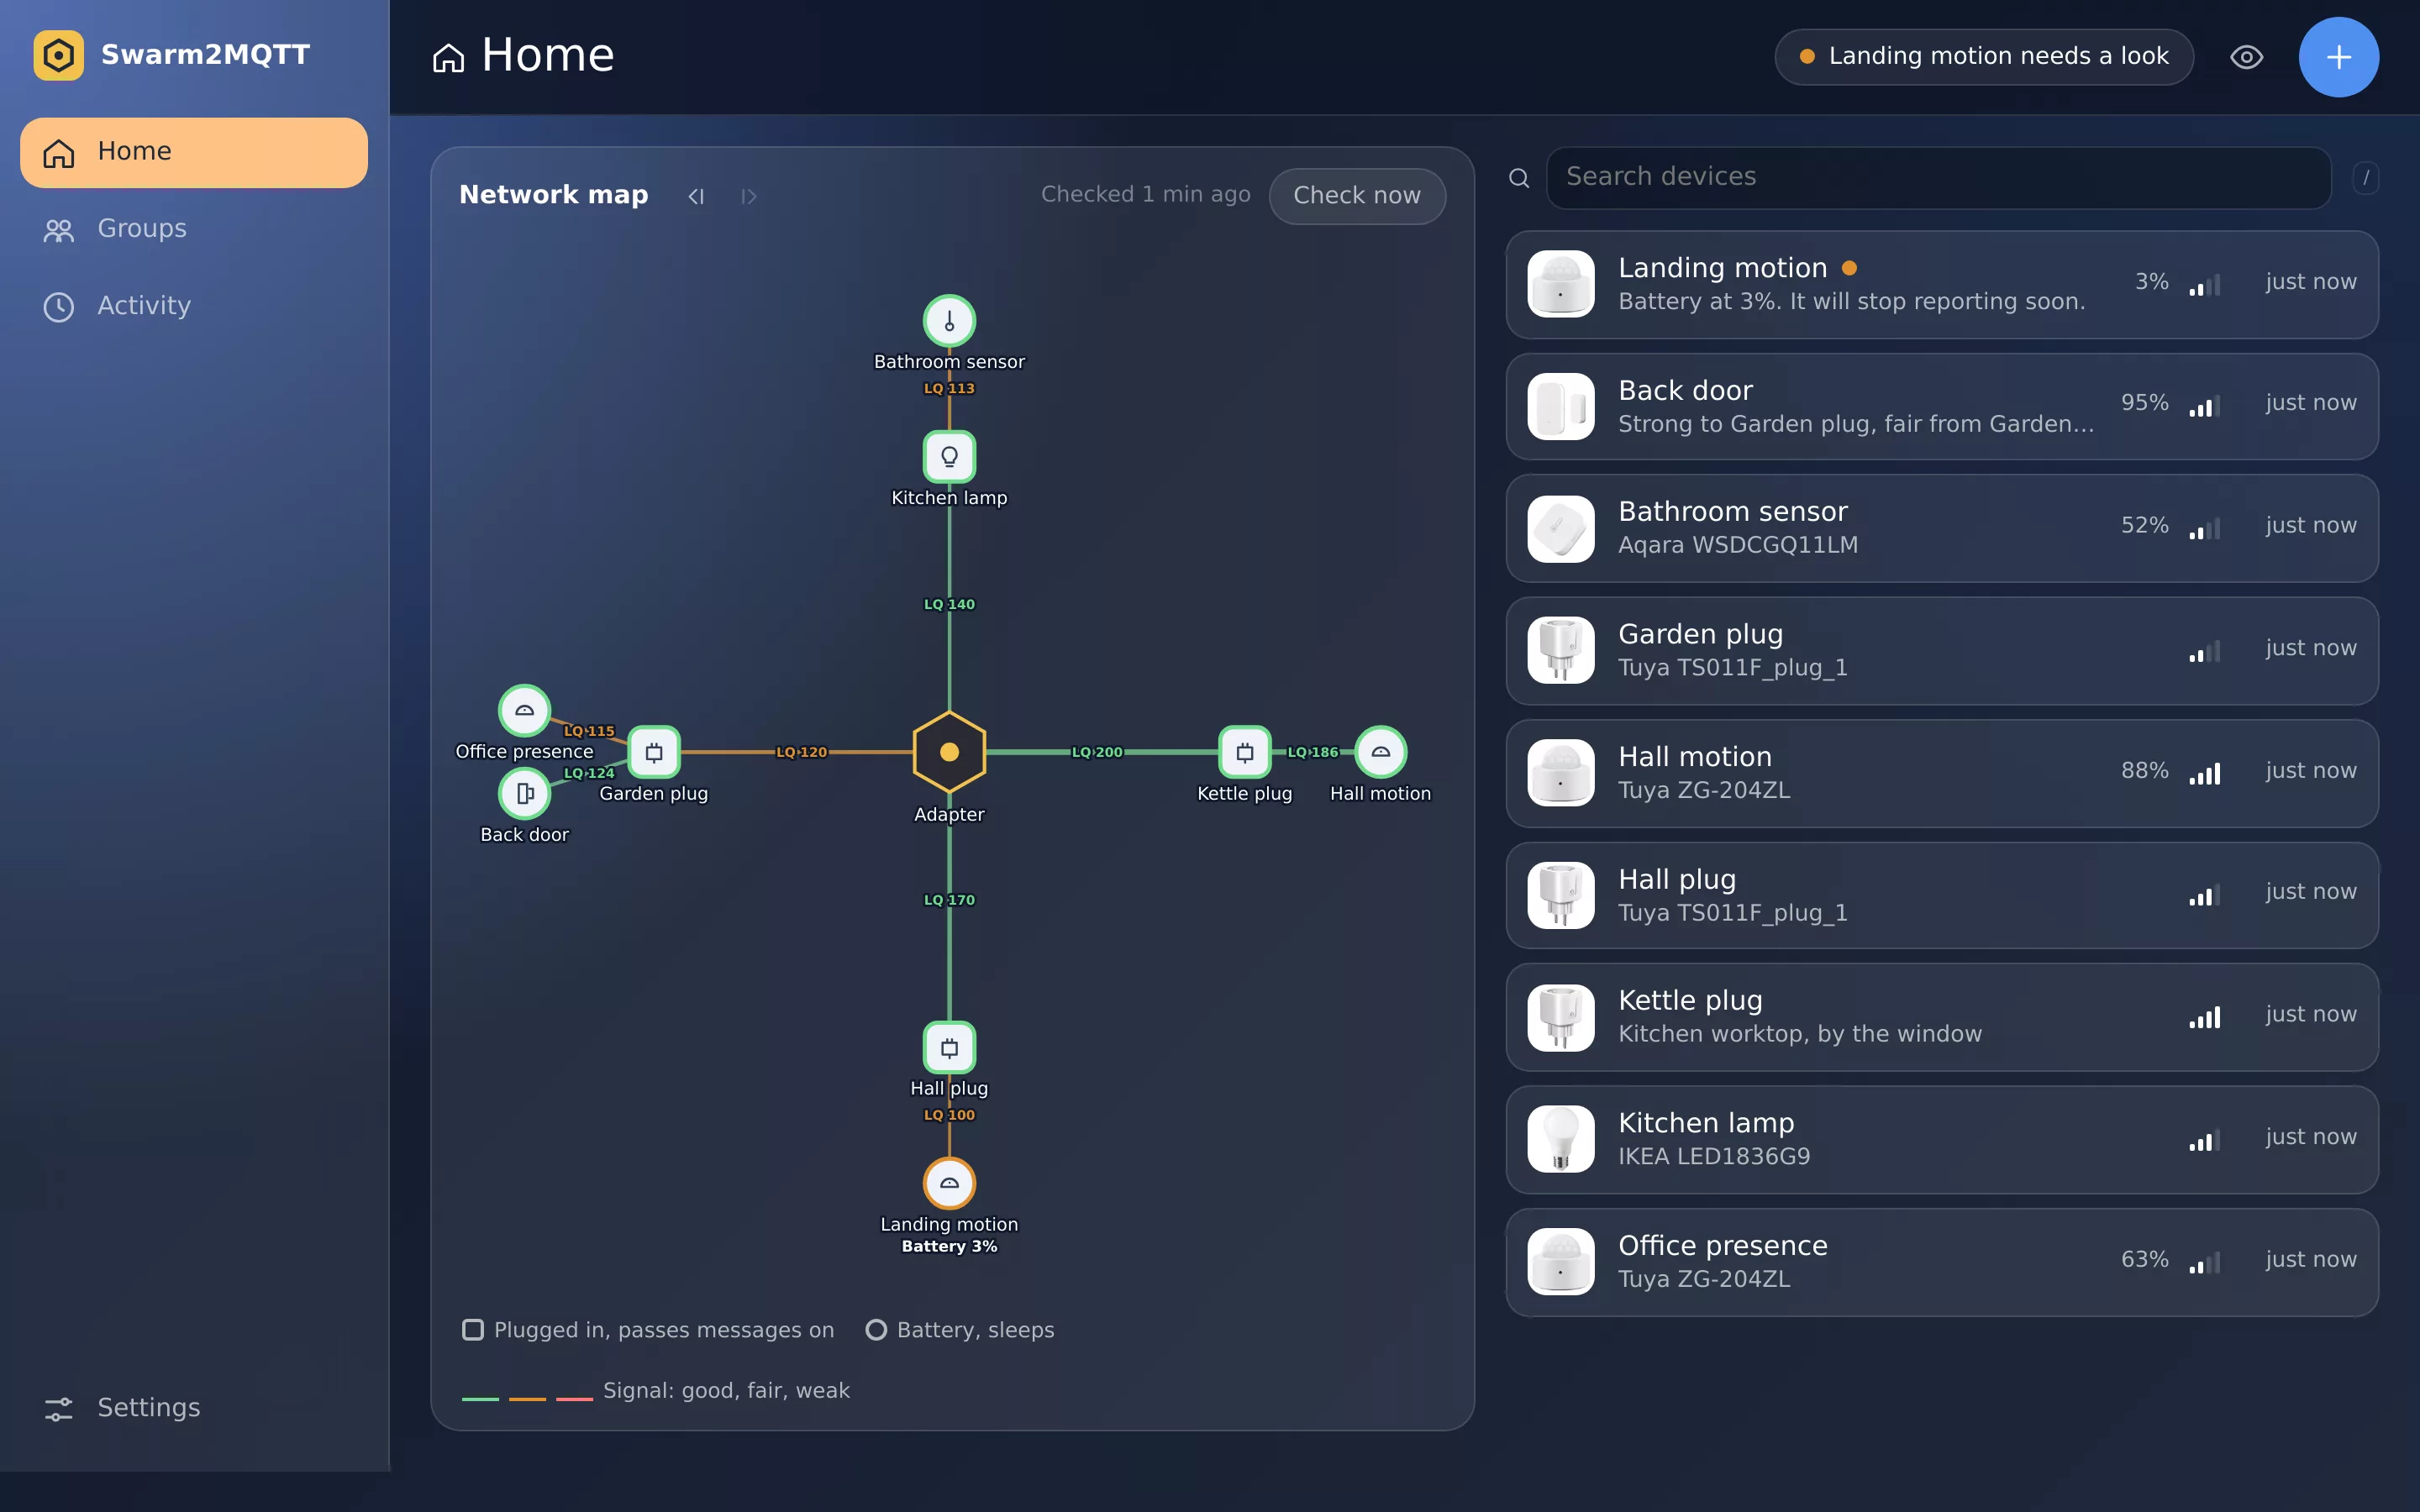 Swarm2MQTT
Home
Groups
Activity
Settings
Home
Landing motion needs a look
Network map
Checked 1 min ago
Check now
Bathroom sensor
LQ 113
Kitchen lamp
LQ 140
Office presence
LQ 115
LQ 124
Garden plug
Back door
LQ 120
Adapter
LQ 200
Kettle plug
LQ 186
Hall motion
LQ 170
Hall plug
LQ 100
Landing motion
Battery 3%
Plugged in, passes messages on
Battery, sleeps
Signal: good, fair, weak
Search devices
/
Landing motion
Battery at 3%. It will stop reporting soon.
3%
just now
Back door
Strong to Garden plug, fair from Garden...
95%
just now
Bathroom sensor
Aqara WSDCGQ11LM
52%
just now
Garden plug
Tuya TS011F_plug_1
just now
Hall motion
Tuya ZG-204ZL
88%
just now
Hall plug
Tuya TS011F_plug_1
just now
Kettle plug
Kitchen worktop, by the window
just now
Kitchen lamp
IKEA LED1836G9
just now
Office presence
Tuya ZG-204ZL
63%
just now